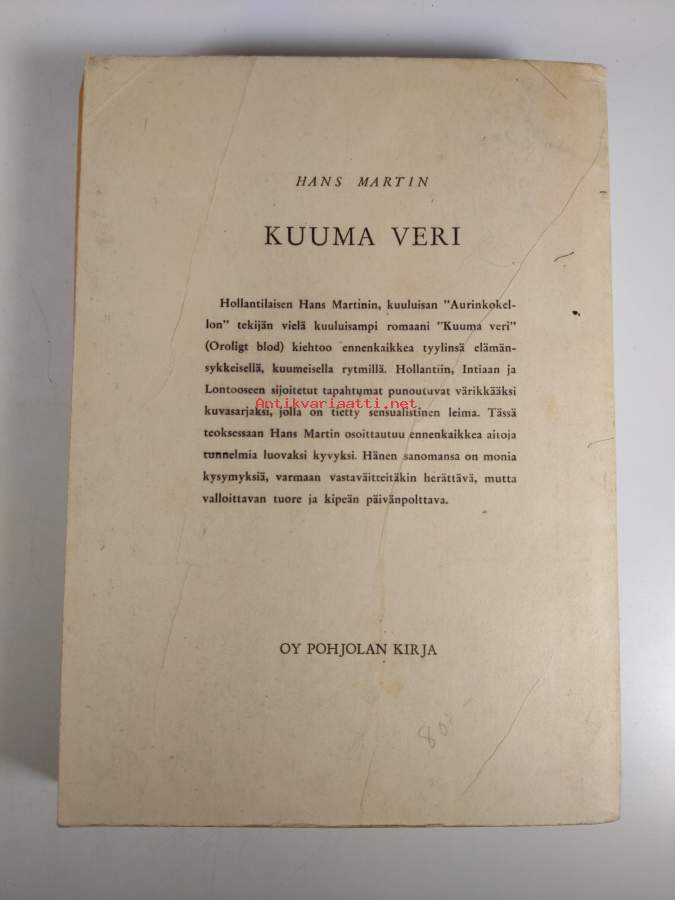 HANS MARTIN
KUUMA VERI
Hollantilaisen Hans Martinin, kuuluisan "Aurinkokel-
lon" tekijän vielä kuuluisampi romaani "Kuuma veri"
(Oroligt blod) kiehtoo ennenkaikkea tyylinsä elämän-
sykkeisellä, kuumeisella rytmillä. Hollantiin, Intiaan ja
Lontooseen sijoitetut tapahtumat punoutuvat värikkääksi
Antikvariaatti.net
kuvasarjaksi, jolla on tietty sensualistinen leima. Tässä
teoksessaan Hans Martin osoittautuu ennenkaikkea aitoja
tunnelmia luovaksi kyvyksi. Hänen sanomansa on monia
kysymyksiä, varmaan vastaväitteitäkin herättävä, mutta
valloittavan tuore ja kipeän päivänpolttava.
OY POHJOLAN KIRJA